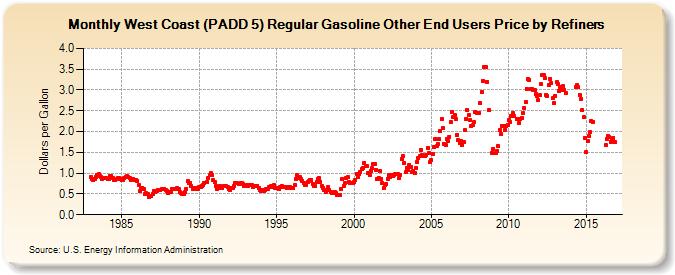 Monthly West Coast (PADD 5) Regular Gasoline Other End Users Price by Refiners
Dollars per Gallon
4.0
3.5
3.0
2.5
2.0
1.5
1.0
0.5
0.0
1985 1990 1995 2000 2005 2010 2015
Source: U.S. Energy Information Administration